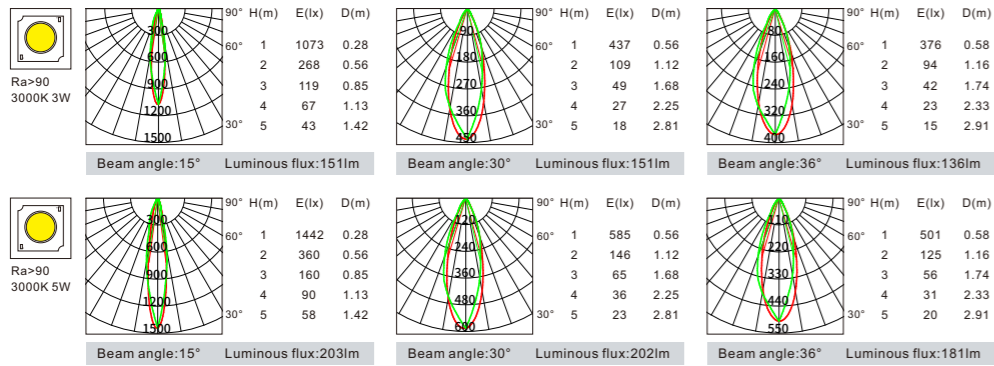 Ra>90
3000K 3W
300
600
900
1200
1500
90°
60°
30°
H(m) E(lx) D(m)
1 1073 0.28
2 268 0.56
3 119 0.85
4 67 1.13
5 43 1.42
Beam angle:15° Luminous flux:151lm
90
180
270
360
450
90°
60°
30°
H(m) E(lx) D(m)
1 437 0.56
2 109 1.12
3 49 1.68
4 27 2.25
5 18 2.81
Beam angle:30° Luminous flux:151lm
80
160
240
320
400
90°
60°
30°
H(m) E(lx) D(m)
1 376 0.58
2 94 1.16
3 42 1.74
4 23 2.33
5 15 2.91
Beam angle:36° Luminous flux:136lm
Ra>90
3000K 5W
300
600
900
1200
1500
90°
60°
30°
H(m) E(lx) D(m)
1 1442 0.28
2 360 0.56
3 160 0.85
4 90 1.13
5 58 1.42
Beam angle:15° Luminous flux:203lm
120
240
360
480
600
90°
60°
30°
H(m) E(lx) D(m)
1 585 0.56
2 146 1.12
3 65 1.68
4 36 2.25
5 23 2.81
Beam angle:30° Luminous flux:202lm
110
220
330
440
550
90°
60°
30°
H(m) E(lx) D(m)
1 501 0.58
2 125 1.16
3 56 1.74
4 31 2.33
5 20 2.91
Beam angle:36° Luminous flux:181lm